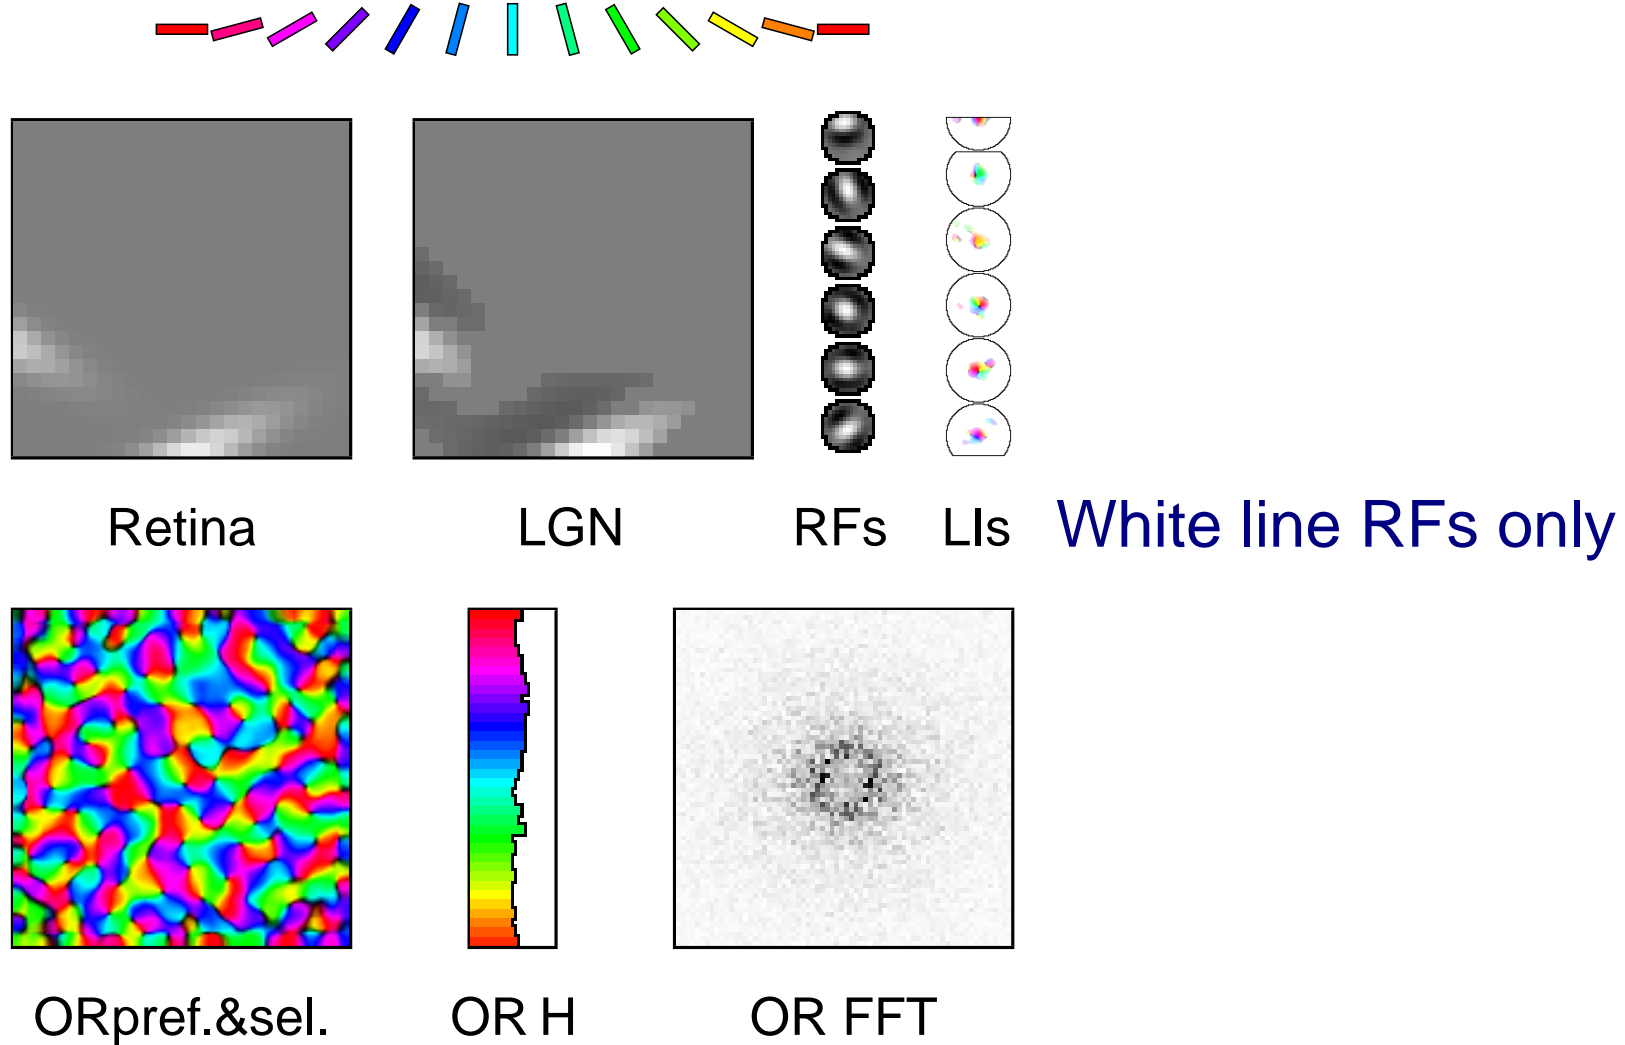 Retina
LGN
RFs
LIs
White line RFs only
ORpref.&sel.
OR H
OR FFT